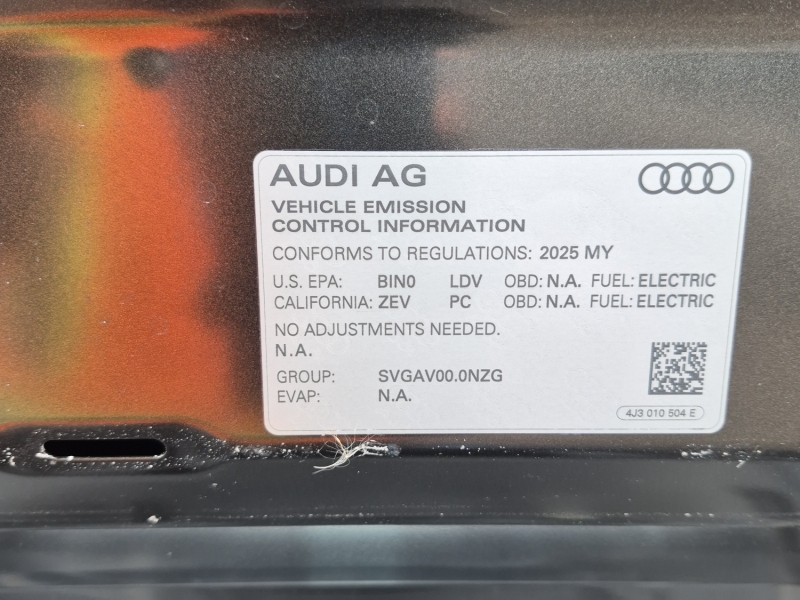 AUDI AG
VEHICLE EMISSION
CONTROL INFORMATION
CONFORMS TO REGULATIONS: 2025 MY
U.S. EPA: BIN0 LDV OBD: N.A. FUEL: ELECTRIC
CALIFORNIA: ZEV PC OBD: N.A. FUEL: ELECTRIC
NO ADJUSTMENTS NEEDED.
N.A.
GROUP: SVGAV00.0NZG
EVAP: N.A.
4J3 010 504 E